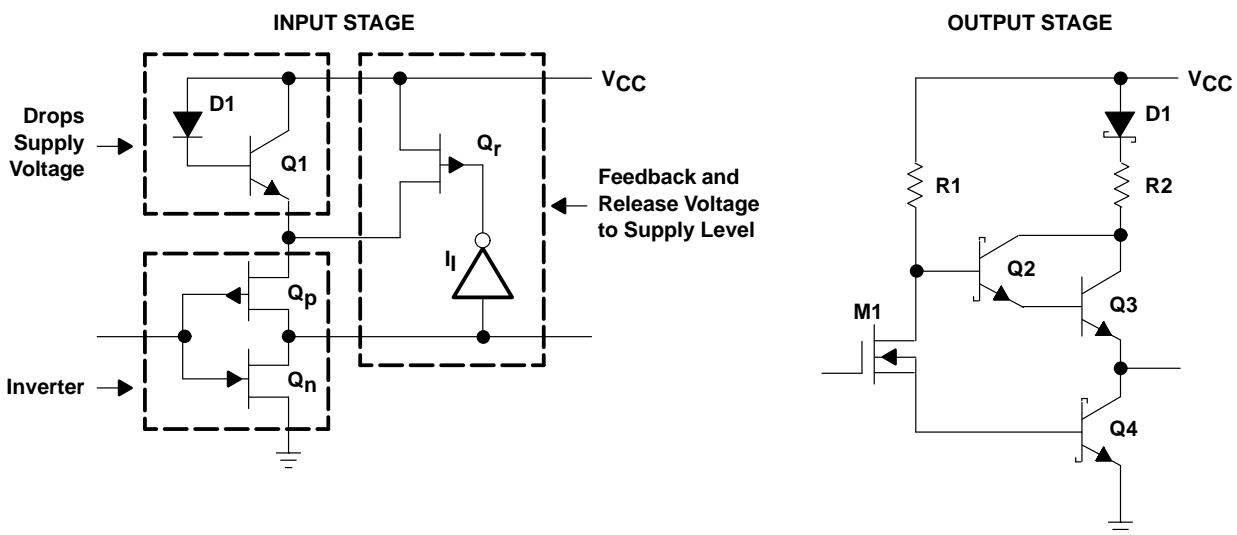 INPUT STAGE
OUTPUT STAGE
VCC
D1
Drops
Supply
Voltage
Q1
Qr
Feedback and
Release Voltage
to Supply Level
II
Qp
Inverter
Qn
VCC
D1
R1
R2
Q2
Q3
M1
Q4